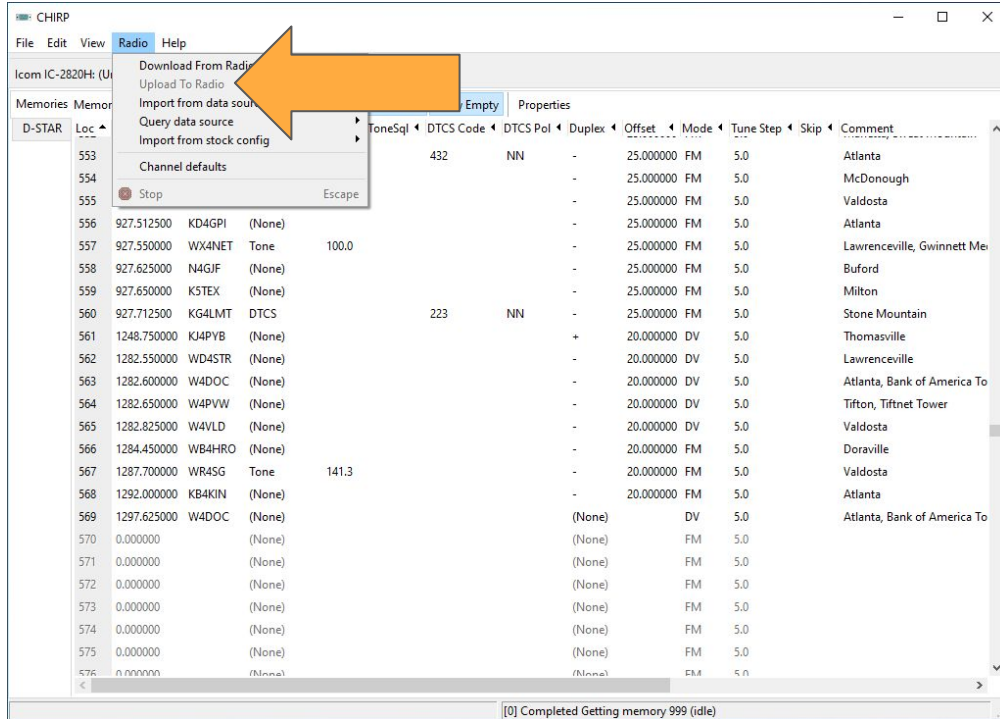 CHIRP
File Edit View Radio Help
Icom IC-2820H:
Download From
Upload To Radio
Import from data
Query data source
Import from stock config
Channel defaults
Stop Escape
Memories
Empty Properties
D-STAR Loc ToneSql DTCS Code DTCS Pol Duplex Offset Mode Tune Step Skip Comment
553 432 NN - 25.000000 FM 5.0 Atlanta
554 - 25.000000 FM 5.0 McDonough
555 - 25.000000 FM 5.0 Valdosta
556 927.512500 KD4GPI (None) - 25.000000 FM 5.0 Atlanta
557 927.550000 WX4NET Tone 100.0 - 25.000000 FM 5.0 Lawrenceville, Gwinnett
558 927.625000 N4GJF (None) - 25.000000 FM 5.0 Buford
559 927.650000 K5TEX (None) - 25.000000 FM 5.0 Milton
560 927.712500 KG4LMT DTCS 223 NN - 25.000000 FM 5.0 Stone Mountain
561 1248.750000 KJ4PYB (None) + 20.000000 DV 5.0 Thomasville
562 1282.550000 WD4STR (None) - 20.000000 DV 5.0 Lawrenceville
563 1282.600000 W4DOC (None) - 20.000000 DV 5.0 Atlanta, Bank of America To
564 1282.650000 W4PVW (None) - 20.000000 DV 5.0 Tifton, Tiftnet Tower
565 1282.825000 W4VLD (None) - 20.000000 DV 5.0 Valdosta
566 1284.450000 WB4HRO (None) - 20.000000 FM 5.0 Doraville
567 1287.700000 WR4SG Tone 141.3 - 20.000000 FM 5.0 Valdosta
568 1292.000000 KB4KIN (None) - 20.000000 FM 5.0 Atlanta
569 1297.625000 W4DOC (None) (None) DV 5.0 Atlanta, Bank of America To
570 0.000000 (None) (None) FM 5.0
571 0.000000 (None) (None) FM 5.0
572 0.000000 (None) (None) FM 5.0
573 0.000000 (None) (None) FM 5.0
574 0.000000 (None) (None) FM 5.0
575 0.000000 (None) (None) FM 5.0
576 0.000000 (None) (None) FM 5.0
[0] Completed Getting memory 999 (idle)